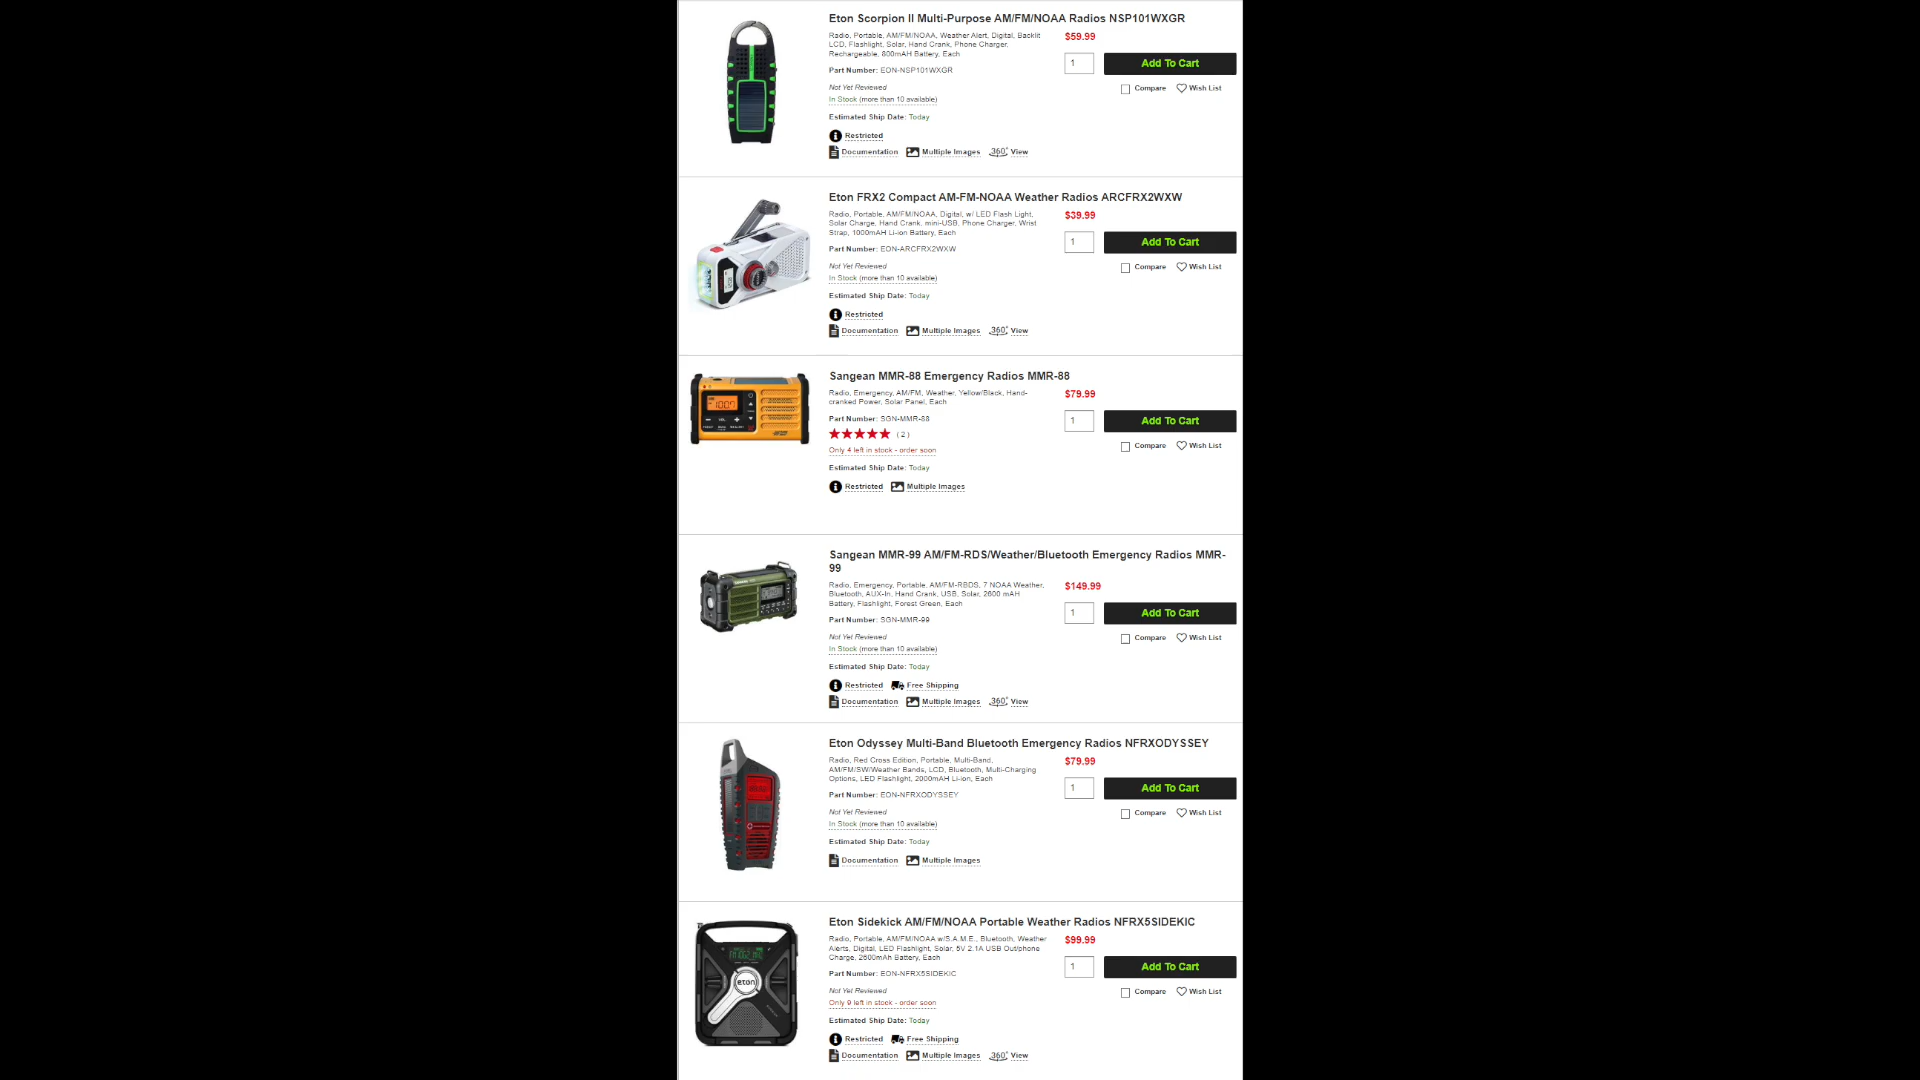 Eton Scorpion II Multi-Purpose AM/FM/NOAA Radios NSP101WXGR
Radio, Portable, AM/FM/NOAA, Weather Alert, Digital, Backlit
LCD, Flashlight, Solar, Hand Crank, Phone Charger,
Rechargeable, 800mAH Battery, Each
Part Number: EON-NSP101WXGR
Not Yet Reviewed
In Stock (more than 10 available)
Estimated Ship Date: Today
Restricted
Documentation Multiple Images 360° View
$59.99
1 Add To Cart
Compare Wish List
Eton FRX2 Compact AM-FM-NOAA Weather Radios ARCFRX2WXW
Radio, Portable, AM/FM/NOAA, Digital, w/ LED Flash Light,
Solar Charge, Hand Crank, mini-USB, Phone Charger, Wrist
Strap, 1000mAH Li-ion Battery, Each
Part Number: EON-ARCFRX2WXW
Not Yet Reviewed
In Stock (more than 10 available)
Estimated Ship Date: Today
Restricted
Documentation Multiple Images 360° View
$39.99
1 Add To Cart
Compare Wish List
Sangean MMR-88 Emergency Radios MMR-88
Radio, Emergency, AM/FM, Weather, Yellow/Black, Hand-
cranked Power, Solar Panel, Each
Part Number: SGN-MMR-88
( 2 )
Only 4 left in stock - order soon
Estimated Ship Date: Today
Restricted Multiple Images
$79.99
1 Add To Cart
Compare Wish List
Sangean MMR-99 AM/FM-RDS/Weather/Bluetooth Emergency Radios MMR-
99
Radio, Emergency, Portable, AM/FM-RBDS, 7 NOAA Weather,
Bluetooth, AUX-In, Hand Crank, USB, Solar, 2600 mAH
Battery, Flashlight, Forest Green, Each
Part Number: SGN-MMR-99
Not Yet Reviewed
In Stock (more than 10 available)
Estimated Ship Date: Today
Restricted Free Shipping
Documentation Multiple Images 360° View
$149.99
1 Add To Cart
Compare Wish List
Eton Odyssey Multi-Band Bluetooth Emergency Radios NFRXODYSSEY
Radio, Red Cross Edition, Portable, Multi-Band,
AM/FM/SW/Weather Bands, LCD, Bluetooth, Multi-Charging
Options, LED Flashlight, 2000mAH Li-ion, Each
Part Number: EON-NFRXODYSSEY
Not Yet Reviewed
In Stock (more than 10 available)
Estimated Ship Date: Today
Documentation Multiple Images
$79.99
1 Add To Cart
Compare Wish List
eton
Eton Sidekick AM/FM/NOAA Portable Weather Radios NFRX5SIDEKIC
Radio, Portable, AM/FM/NOAA w/S.A.M.E., Bluetooth, Weather
Alerts, Digital, LED Flashlight, Solar, 5V 2.1A USB Out/phone
Charge, 2600mAh Battery, Each
Part Number: EON-NFRX5SIDEKIC
Not Yet Reviewed
Only 9 left in stock - order soon
Estimated Ship Date: Today
Restricted Free Shipping
Documentation Multiple Images 360° View
$99.99
1 Add To Cart
Compare Wish List